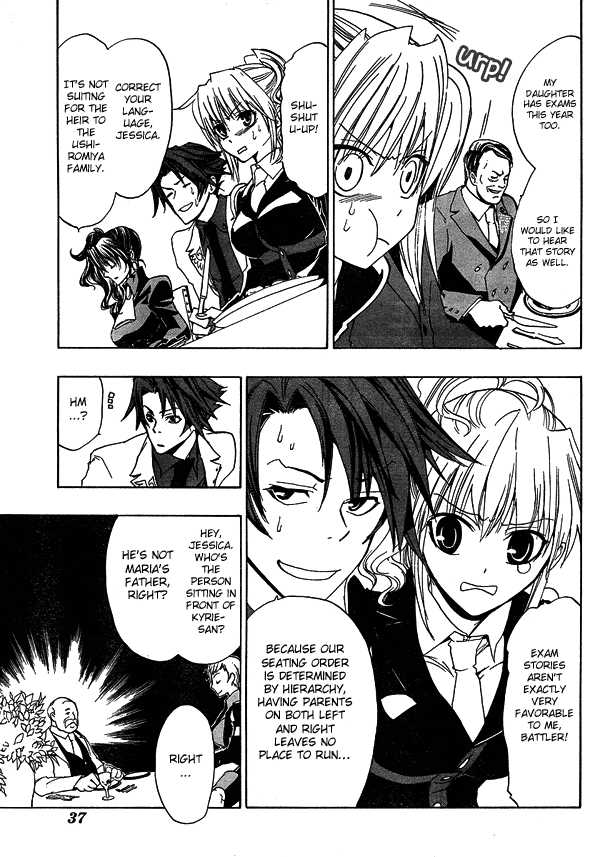 MY
DAUGHTER
HAS EXAMS
THIS YEAR
TOO.
urp!
SO I
WOULD LIKE
TO HEAR
THAT STORY
AS WELL.
SHU-
SHUT
U-UP!
CORRECT
YOUR
LANG-
UAGE,
JESSICA.
IT'S NOT
SUITING
FOR THE
HEIR TO
THE
USHI-
ROMIYA
FAMILY.
EXAM
STORIES
AREN'T
EXACTLY
VERY
FAVORABLE
TO ME,
BATTLER!
BECAUSE OUR
SEATING ORDER
IS DETERMINED
BY HIERARCHY,
HAVING PARENTS
ON BOTH LEFT
AND RIGHT
LEAVES NO
PLACE TO RUN...
HM
...?
HEY,
JESSICA.
WHO'S
THE
PERSON
SITTING IN
FRONT OF
KYRIE-
SAN?
HE'S NOT
MARIA'S
FATHER,
RIGHT?
RIGHT
...
37